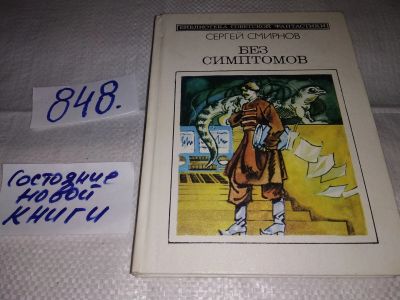 БИБЛИОТЕКА СОВЕТСКОЙ ФАНТАСТИКИ
СЕРГЕЙ СМИРНОВ
БЕЗ
СИМПТОМОВ
848.
Состояние
новой
книги